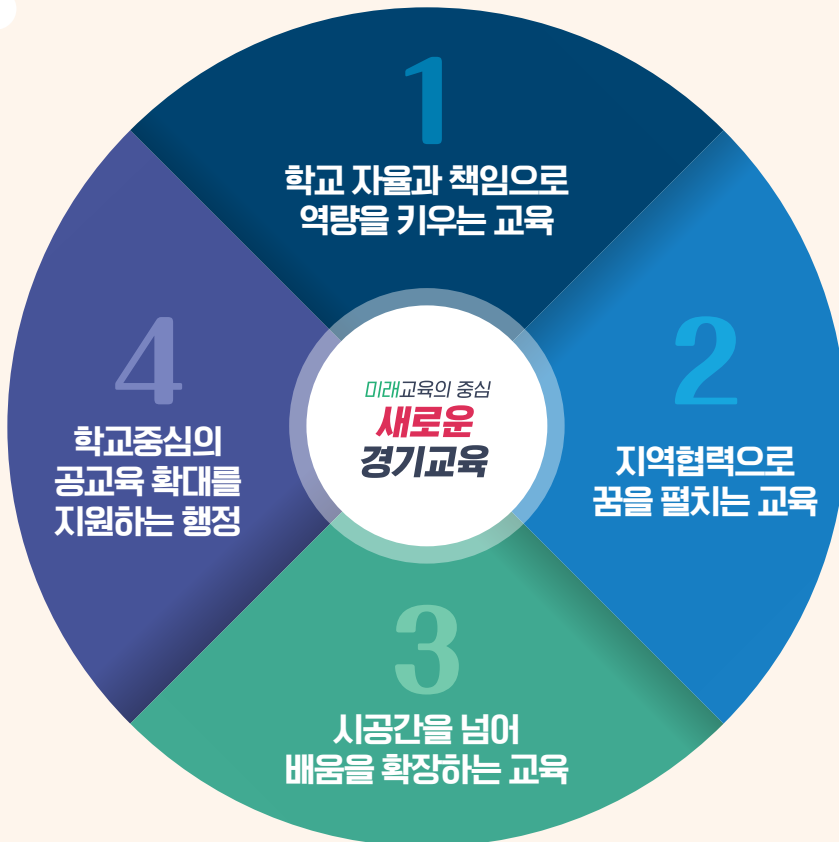 1
학교 자율과 책임으로
역량을 키우는 교육
2
지역협력으로
꿈을 펼치는 교육
3
시공간을 넘어
배움을 확장하는 교육
4
학교중심의
공교육 확대를
지원하는 행정
미래교육의 중심
새로운
경기교육